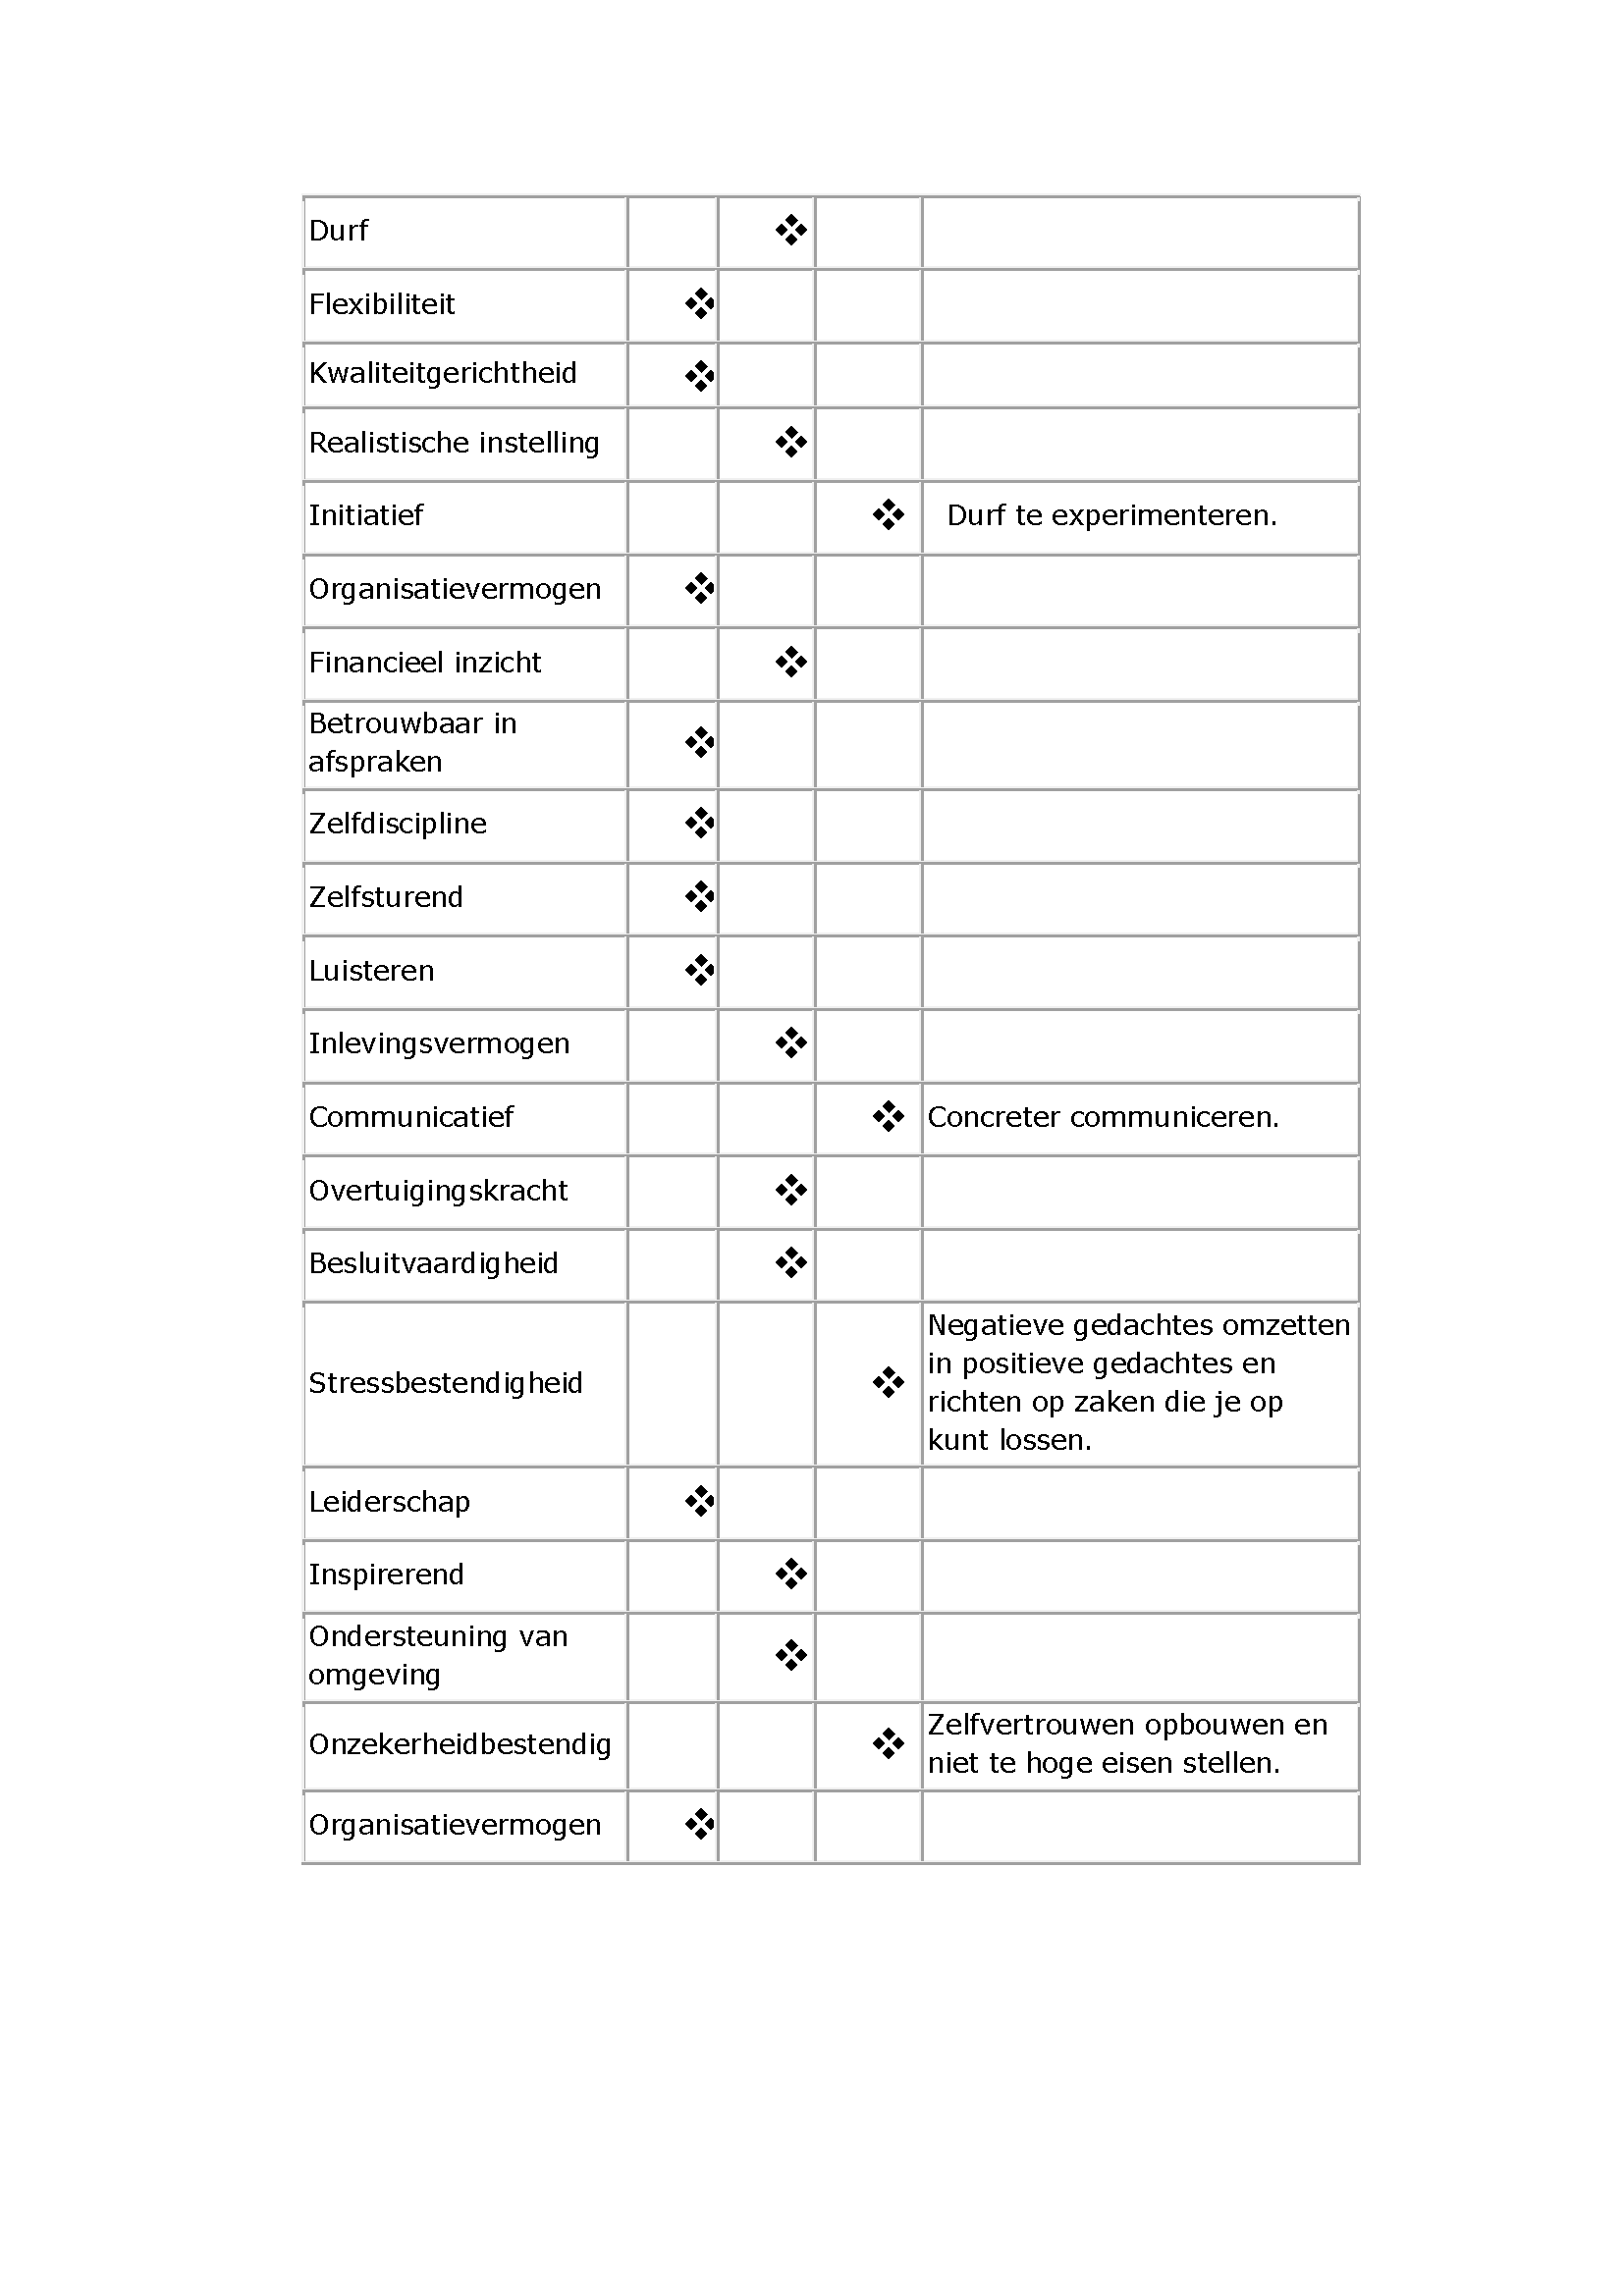 Durf ❖
Flexibiliteit ❖
Kwaliteitgerichtheid ❖
Realistische instelling ❖
Initiatief ❖ Durf te experimenteren.
Organisatievermogen ❖
Financieel inzicht ❖
Betrouwbaar in
afspraken ❖
Zelfdiscipline ❖
Zelfsturend ❖
Luisteren ❖
Inlevingsvermogen ❖
Communicatief ❖ Concreter communiceren.
Overtuigingskracht ❖
Besluitvaardigheid ❖
Stressbestendigheid ❖
Negatieve gedachtes omzetten
in positieve gedachtes en
richten op zaken die je op
kunt lossen.
Leiderschap ❖
Inspirerend ❖
Ondersteuning van
omgeving ❖
Onzekerheidbestendig ❖
Zelfvertrouwen opbouwen en
niet te hoge eisen stellen.
Organisatievermogen ❖